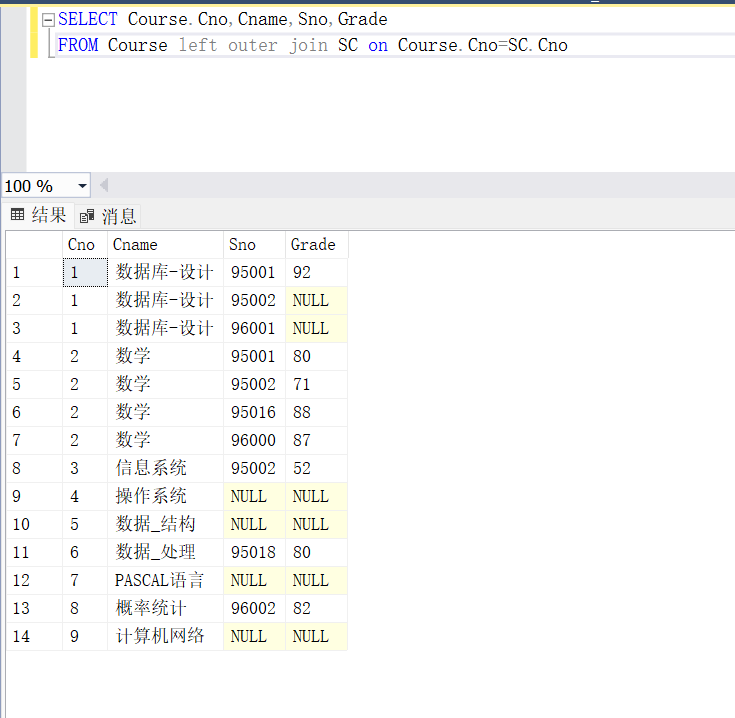 SELECT Course.Cno,Cname,Sno,Grade
FROM Course left outer join SC on Course.Cno=SC.Cno
100 %
结果 消息
Cno Cname Sno Grade
1 1 数据库-设计 95001 92
2 1 数据库-设计 95002 NULL
3 1 数据库-设计 96001 NULL
4 2 数学 95001 80
5 2 数学 95002 71
6 2 数学 95016 88
7 2 数学 96000 87
8 3 信息系统 95002 52
9 4 操作系统 NULL NULL
10 5 数据_结构 NULL NULL
11 6 数据_处理 95018 80
12 7 PASCAL语言 NULL NULL
13 8 概率统计 96002 82
14 9 计算机网络 NULL NULL